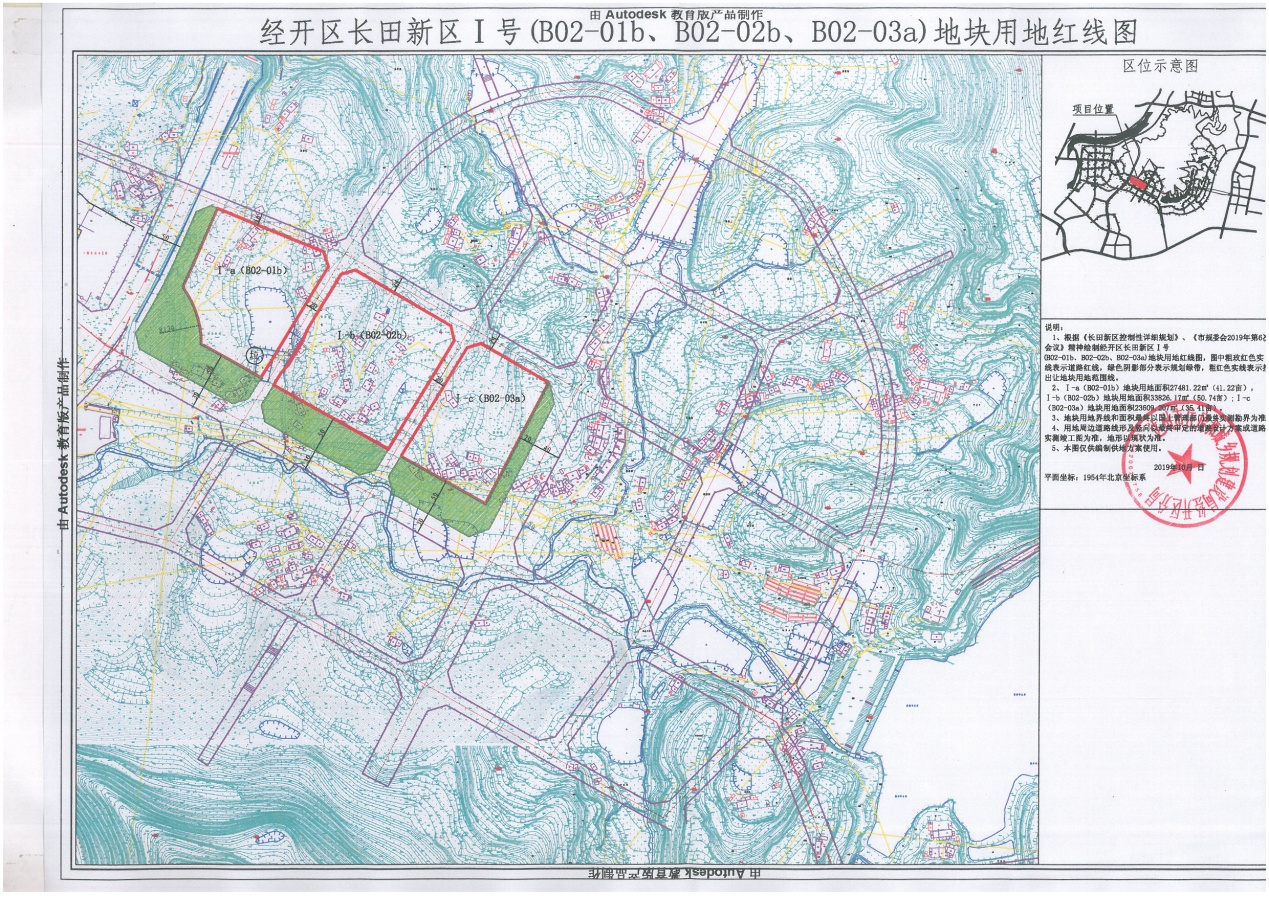 由 Autodesk 教育版产品制作
经开区长田新区Ⅰ号(B02-01b、B02-02b、B02-03a)地块用地红线图
区位示意图
项目位置
Ⅰ-a (B02-01b)
Ⅰ-b (B02-02b)
Ⅰ-c (B02-03a)
说明：
1、根据《长田新区控制性详细规划》、《市规委会2019年第6次
会议》精神绘制经开区长田新区Ⅰ号
(B02-01b、B02-02b、B02-03a)地块用地红线图，图中粗玫红色实
线表示道路红线，绿色阴影部分表示规划绿带，粗红色实线表示
出让地块用地范围线。
2、Ⅰ-a (B02-01b) 地块用地面积27481.22㎡(41.22亩)，
Ⅰ-b (B02-02b) 地块用地面积33826.17㎡(50.74亩)；Ⅰ-c
(B02-03a) 地块用地面积23609.207㎡(35.41亩)。
3、地块用地界线和面积最终以国土管理部门最终实测勘界为准
4、用地周边道路线形及竖向以最终审定的道路设计方案或道路
实测竣工图为准，地形以现状为准。
5、本图仅供编制供地方案使用。
2019年10月 日
平面坐标：1954年北京坐标系
由 Autodesk 教育版产品制作
由 Autodesk 教育版产品制作